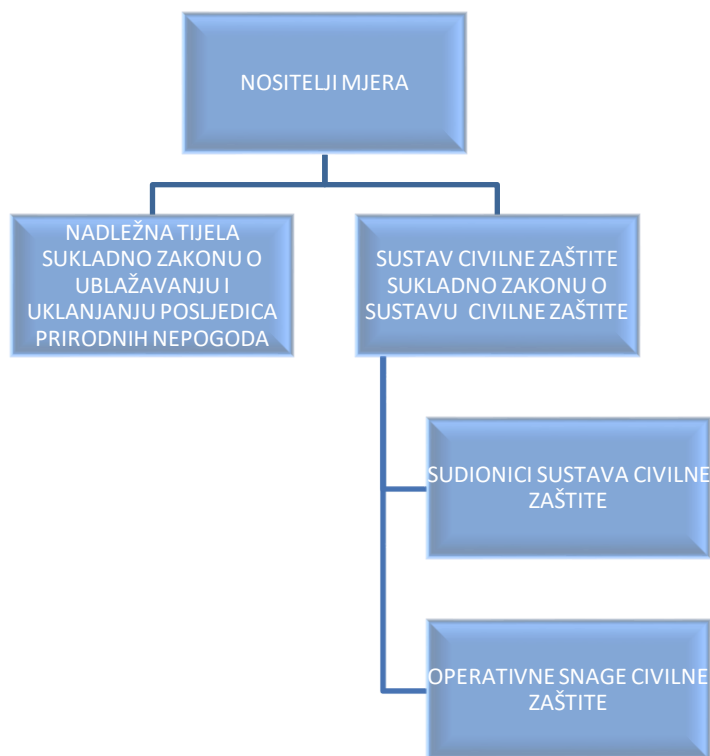 NOSITELJI MJERA
NADLEŽNA TIJELA
SUKLADNO ZAKONU O
UBLAŽAVANJU I
UKLANJANJU POSLJEDICA
PRIRODNIH NEPOGODA
SUSTAV CIVILNE ZAŠTITE
SUKLADNO ZAKONU O
SUSTAVU CIVILNE ZAŠTITE
SUDIONICI SUSTAVA CIVILNE
ZAŠTITE
OPERATIVNE SNAGE CIVILNE
ZAŠTITE